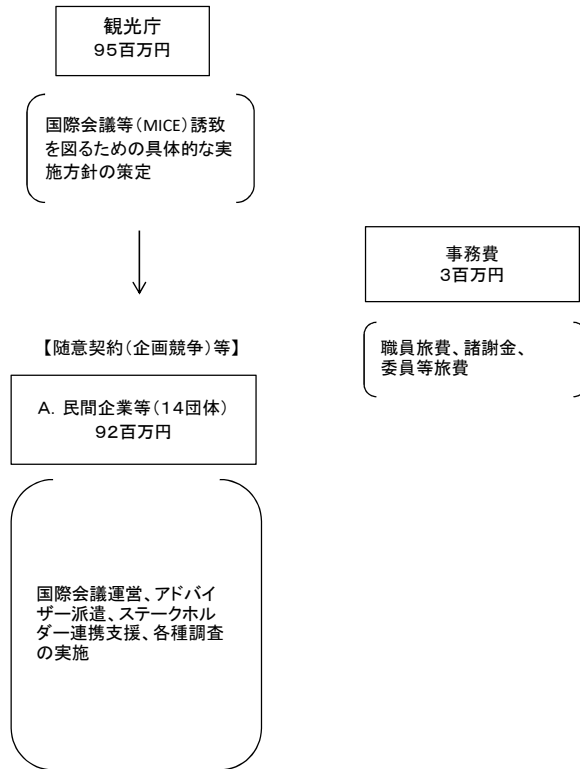 観光庁
95百万円
国際会議等(MICE)誘致
を図るための具体的な実
施方針の策定
事務費
3百万円
職員旅費、諸謝金、
委員等旅費
【随意契約(企画競争)等】
A. 民間企業等(14団体)
92百万円
国際会議運営、アドバイ
ザー派遣、ステークホル
ダー連携支援、各種調査
の実施